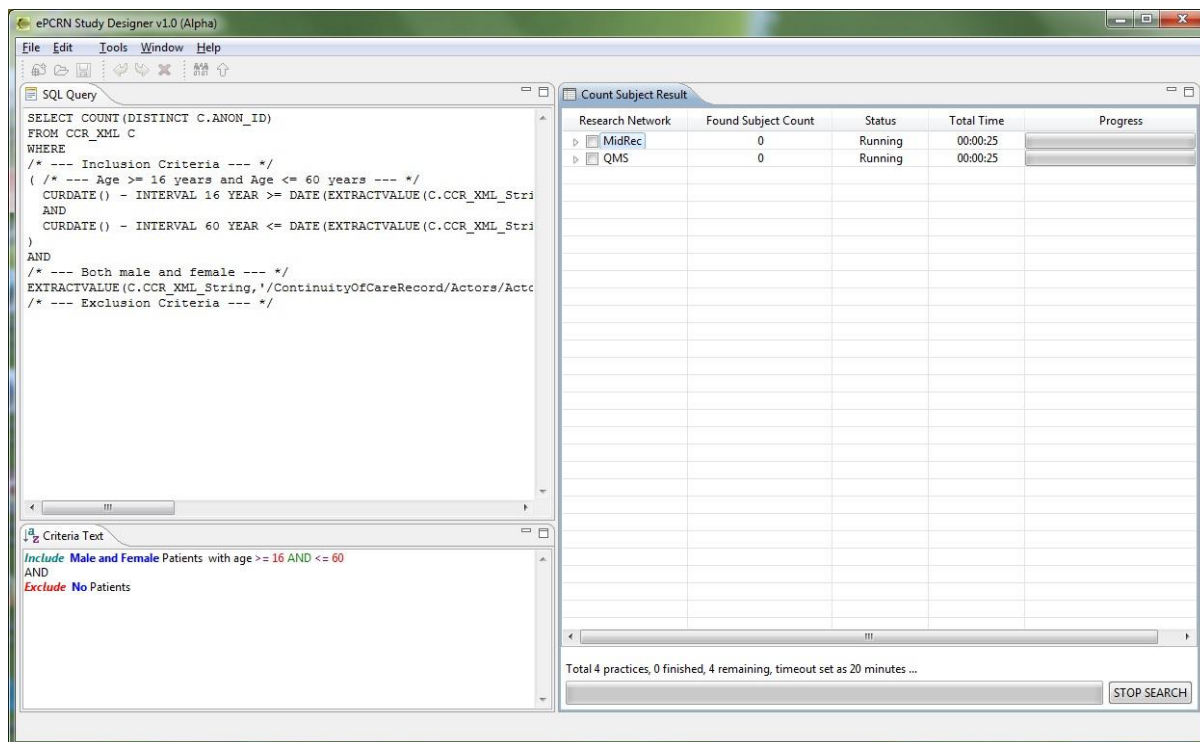 ePCRN Study Designer v1.0 (Alpha)
File Edit Tools Window Help
SQL Query
SELECT COUNT(DISTINCT C.ANON_ID)
FROM CCR_XML C
WHERE
/* --- Inclusion Criteria --- */
( /* --- Age >= 16 years and Age <= 60 years --- */
CURDATE() - INTERVAL 16 YEAR >= DATE(EXTRACTVALUE(C.CCR_XML_Stri
AND
CURDATE() - INTERVAL 60 YEAR <= DATE(EXTRACTVALUE(C.CCR_XML_Stri
)
AND
/* --- Both male and female --- */
EXTRACTVALUE(C.CCR_XML_String,'/ContinuityOfCareRecord/Actors/Acto
/* --- Exclusion Criteria --- */
Criteria Text
Include Male and Female Patients with age >= 16 AND <= 60
AND
Exclude No Patients
Count Subject Result
Research Network Found Subject Count Status Total Time Progress
MidRec 0 Running 00:00:25
QMS 0 Running 00:00:25
Total 4 practices, 0 finished, 4 remaining, timeout set as 20 minutes ...
STOP SEARCH